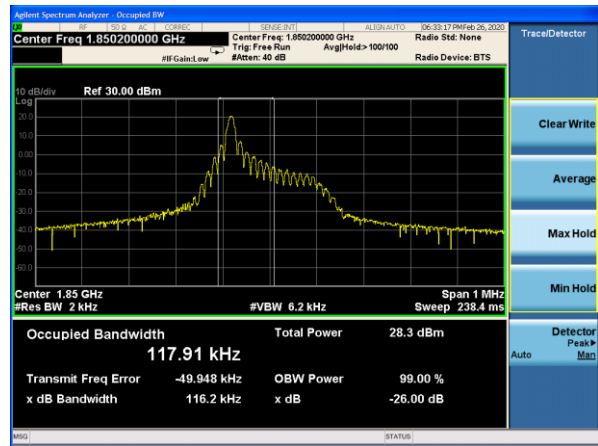 Agilent Spectrum Analyzer - Occupied BW
RF 50 Ω AC CORREC SENSE:INT ALIGN AUTO 06:33:17 PM Feb 26, 2020
Center Freq 1.850200000 GHz Center Freq: 1.850200000 GHz Radio Std: None Trace/Detector
Trig: Free Run Avg|Hold:> 100/100
#IFGain:Low #Atten: 40 dB Radio Device: BTS
10 dB/div Ref 30.00 dBm
Log
20.0
10.0
0.00
-10.0
-20.0
-30.0
-40.0
-50.0
-60.0
Center 1.85 GHz Span 1 MHz
#Res BW 2 kHz #VBW 6.2 kHz Sweep 238.4 ms
Occupied Bandwidth Total Power 28.3 dBm
117.91 kHz
Transmit Freq Error -49.948 kHz OBW Power 99.00 %
x dB Bandwidth 116.2 kHz x dB -26.00 dB
Clear Write
Average
Max Hold
Min Hold
Detector
Peak▶
Auto Man
MSG STATUS